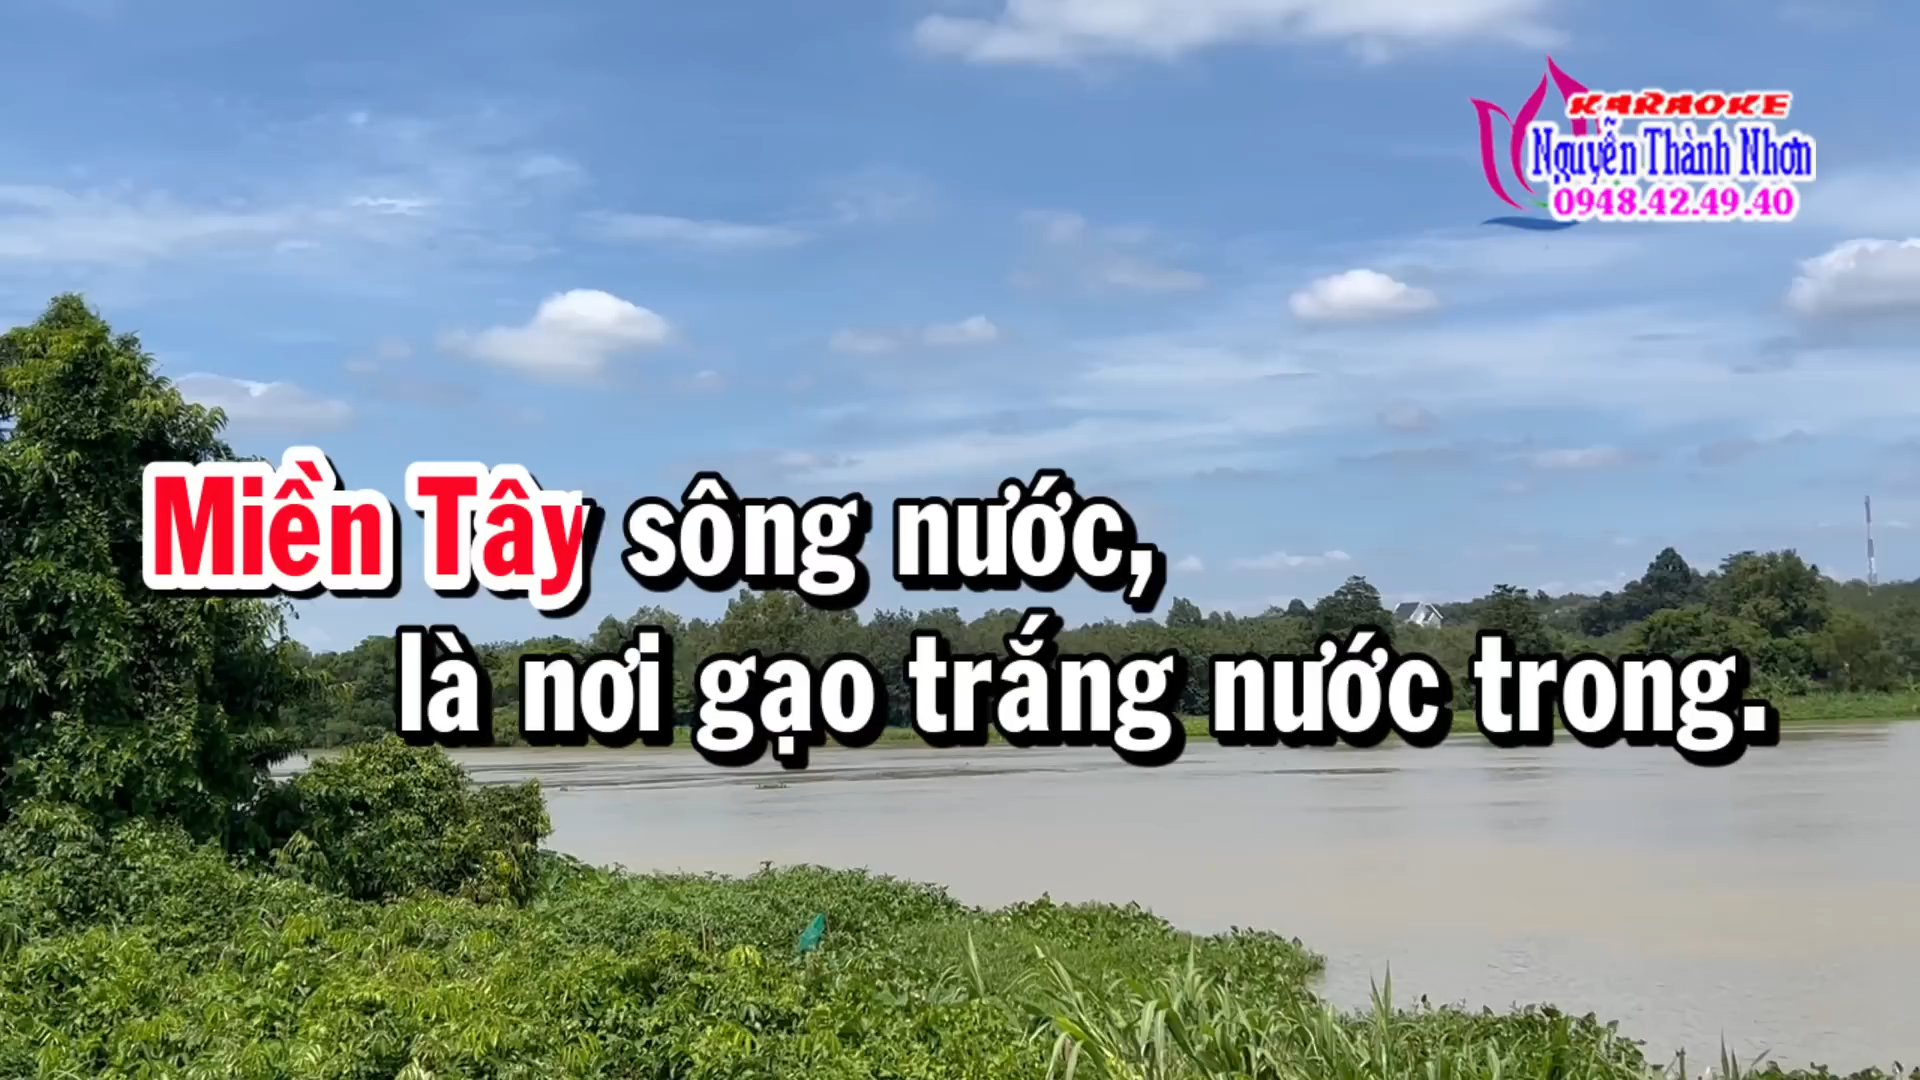 KARAOKE
Nguyễn Thành Nhơn
0948.42.49.40
Miền Tây sông nước,
là nơi gạo trắng nước trong.